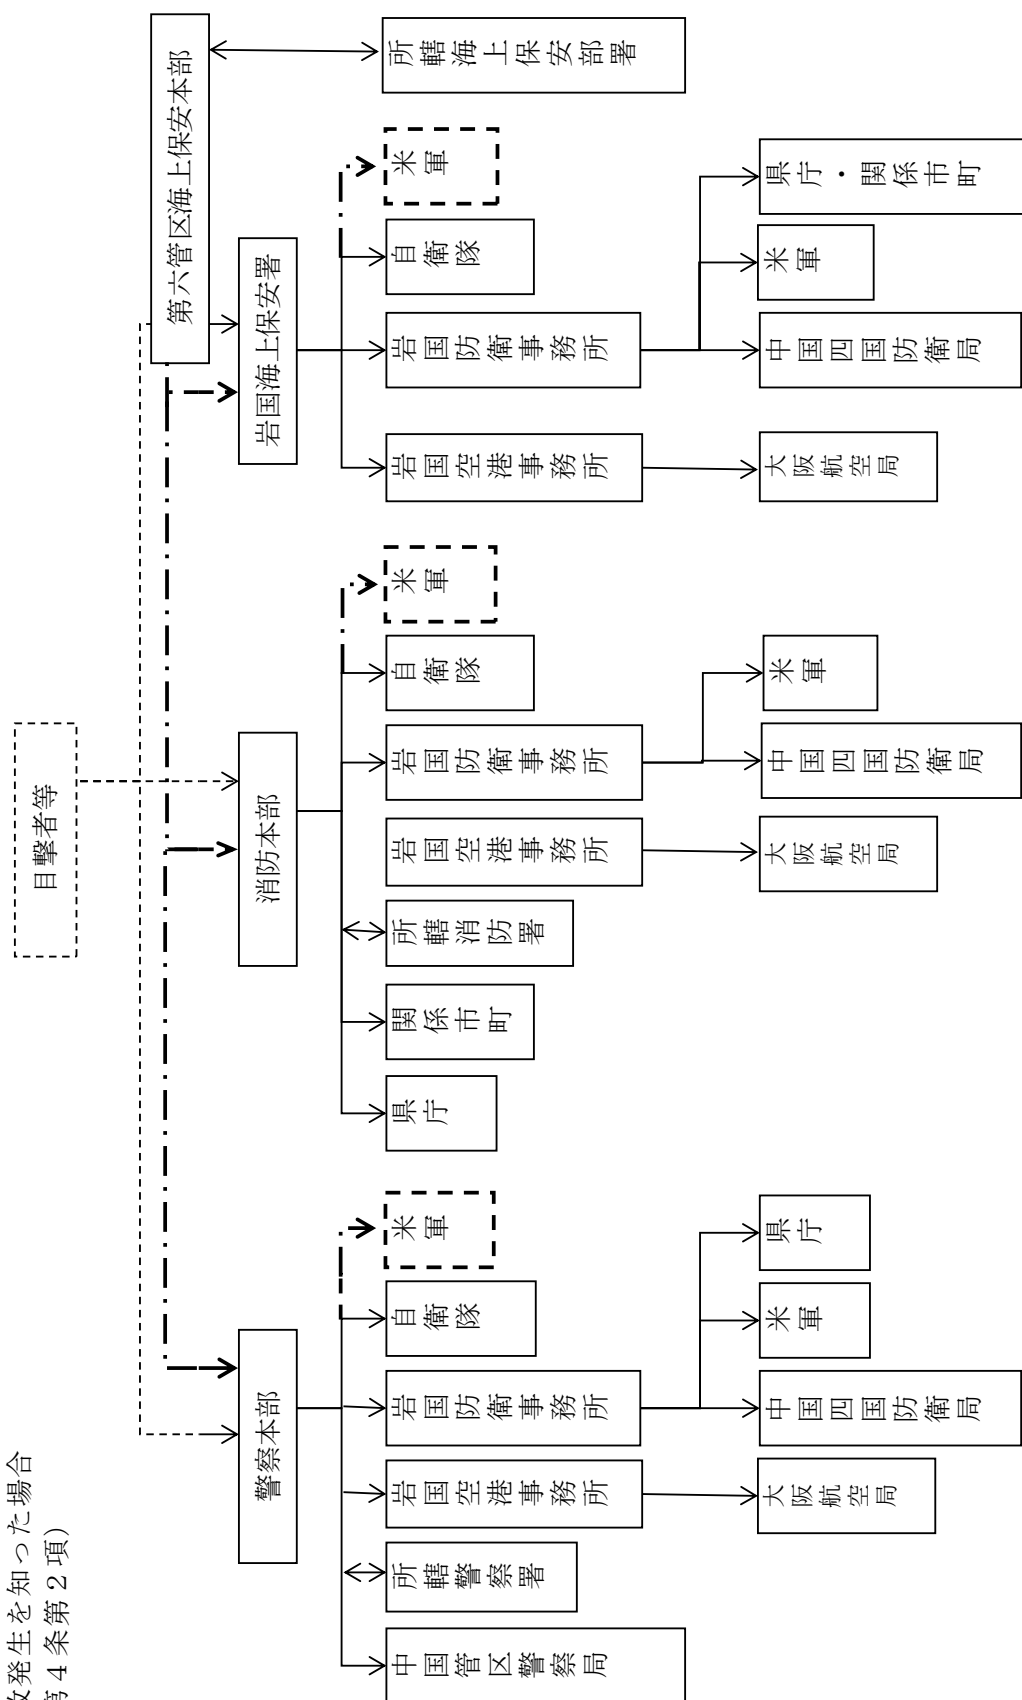 発生を知った場合
第４条第２項）
目撃者等
第六管区海上保安本部
警察本部
消防本部
岩国海上保安署
中国管区警察局
所轄警察署
岩国空港事務所
岩国防衛事務所
自衛隊
米軍
県庁
関係市町
所轄消防署
岩国空港事務所
岩国防衛事務所
自衛隊
米軍
岩国空港事務所
岩国防衛事務所
自衛隊
米軍
所轄海上保安部署
大阪航空局
中国四国防衛局
米軍
県庁
大阪航空局
中国四国防衛局
米軍
大阪航空局
中国四国防衛局
米軍
県庁・関係市町